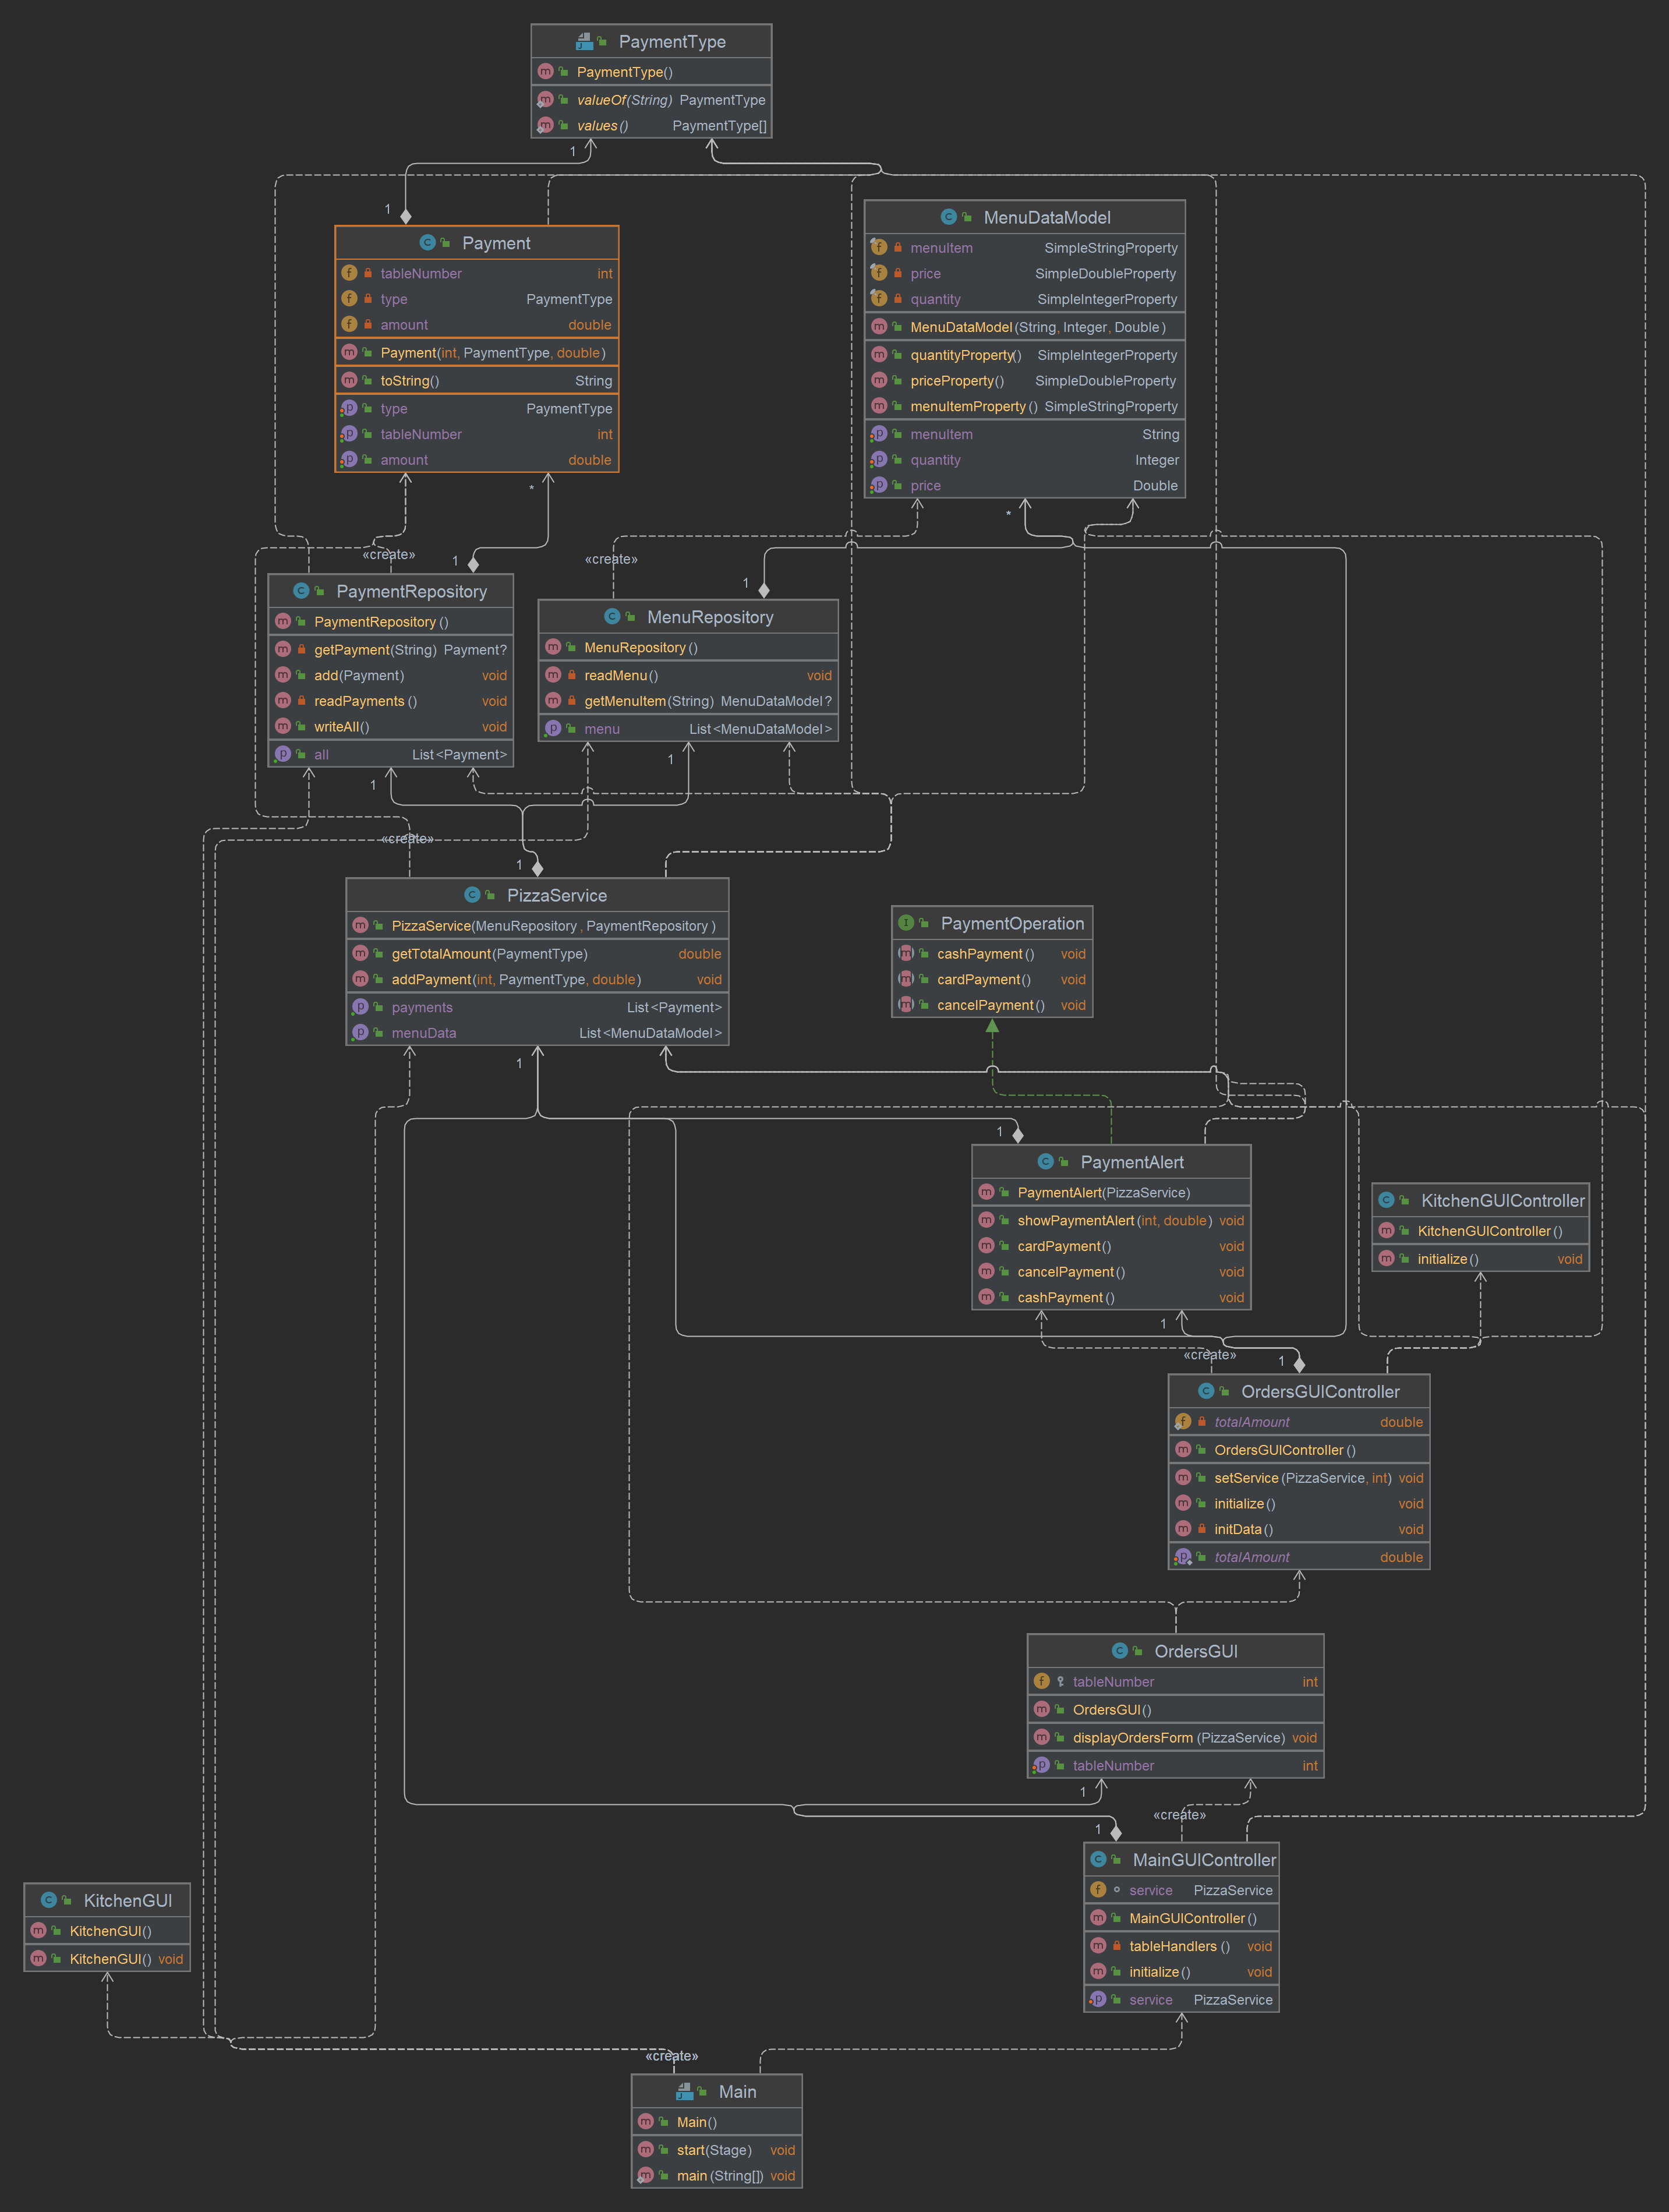 PaymentType
PaymentType()
valueOf(String) PaymentType
values() PaymentType[]
1
1
Payment
tableNumber int
type PaymentType
amount double
Payment(int, PaymentType, double)
toString() String
type PaymentType
tableNumber int
amount double
MenuDataModel
menuItem SimpleStringProperty
price SimpleDoubleProperty
quantity SimpleIntegerProperty
MenuDataModel(String, Integer, Double)
quantityProperty() SimpleIntegerProperty
priceProperty() SimpleDoubleProperty
menuItemProperty() SimpleStringProperty
menuItem String
quantity Integer
price Double
*
*
«create»
1
«create»
1
PaymentRepository
PaymentRepository()
getPayment(String) Payment?
add(Payment) void
readPayments() void
writeAll() void
all List<Payment>
MenuRepository
MenuRepository()
readMenu() void
getMenuItem(String) MenuDataModel?
menu List<MenuDataModel>
1
1
«create»
1
PizzaService
PizzaService(MenuRepository, PaymentRepository)
getTotalAmount(PaymentType) double
addPayment(int, PaymentType, double) void
payments List<Payment>
menuData List<MenuDataModel>
PaymentOperation
cashPayment() void
cardPayment() void
cancelPayment() void
1
1
PaymentAlert
PaymentAlert(PizzaService)
showPaymentAlert(int, double) void
cardPayment() void
cancelPayment() void
cashPayment() void
KitchenGUIController
KitchenGUIController()
initialize() void
1
«create»
1
OrdersGUIController
totalAmount double
OrdersGUIController()
setService(PizzaService, int) void
initialize() void
initData() void
totalAmount double
OrdersGUI
tableNumber int
OrdersGUI()
displayOrdersForm(PizzaService) void
tableNumber int
1
«create»
1
MainGUIController
service PizzaService
MainGUIController()
tableHandlers() void
initialize() void
service PizzaService
KitchenGUI
KitchenGUI()
KitchenGUI() void
«create»
Main
Main()
start(Stage) void
main(String[]) void